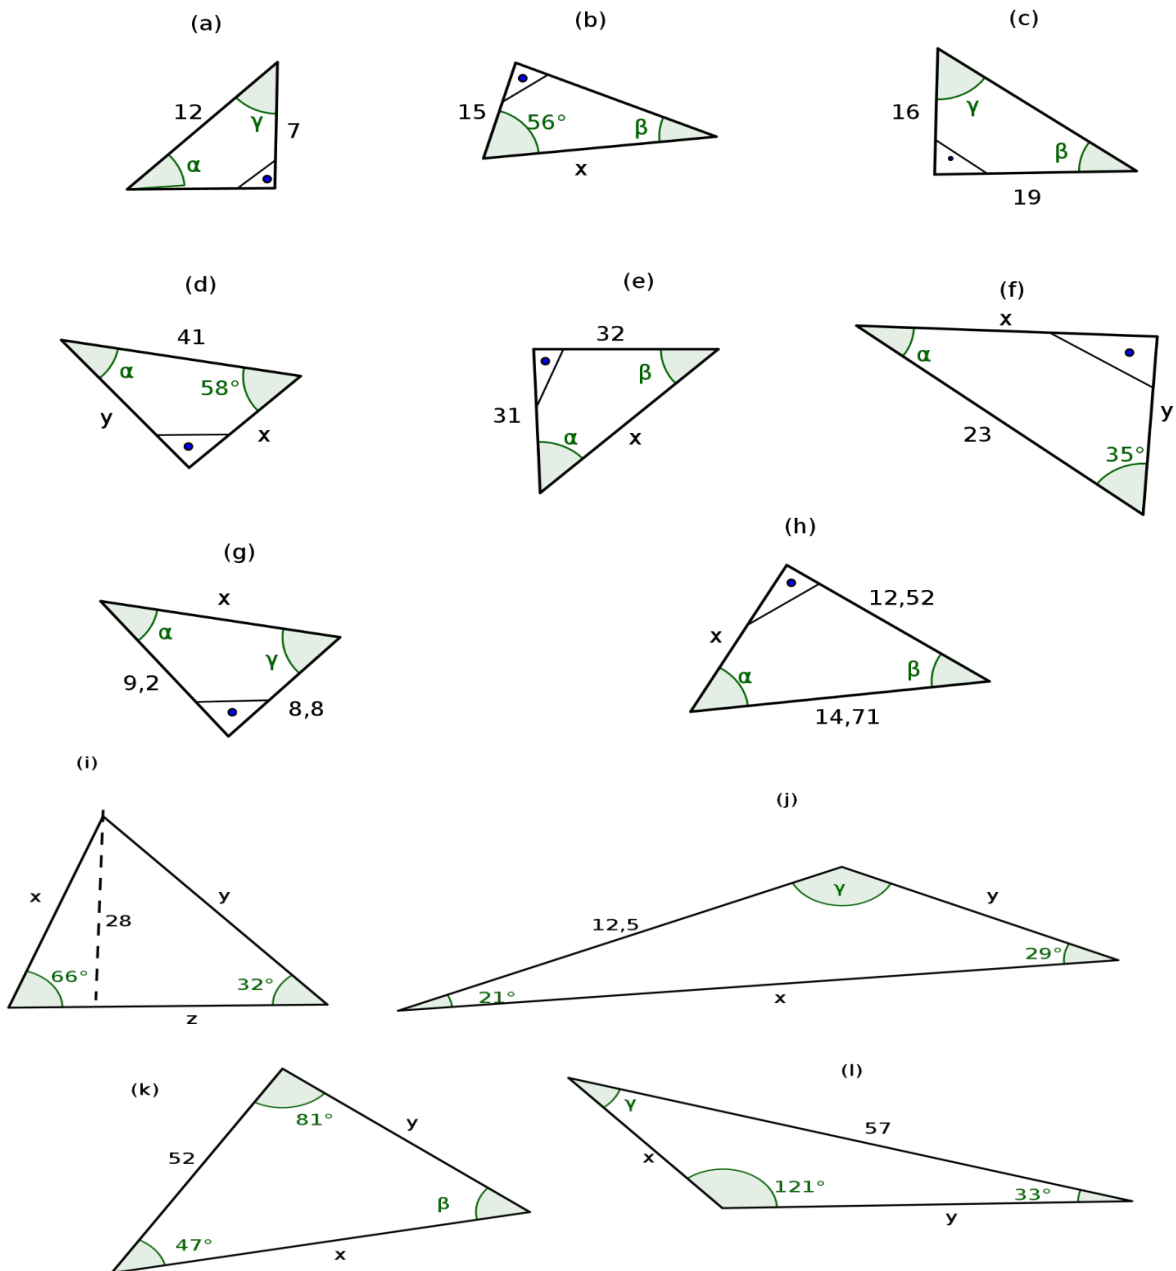 (a)
12
γ
7
α
(b)
15
56°
β
x
(c)
16
γ
β
19
(d)
41
α
58°
y
x
(e)
32
β
31
α
x
(f)
x
α
23
y
35°
(g)
x
α
γ
9,2
8,8
(h)
12,52
x
α
β
14,71
(i)
x
y
28
66°
32°
z
(j)
γ
y
12,5
29°
21°
x
(k)
81°
y
52
β
47°
x
(l)
γ
57
x
121°
33°
y